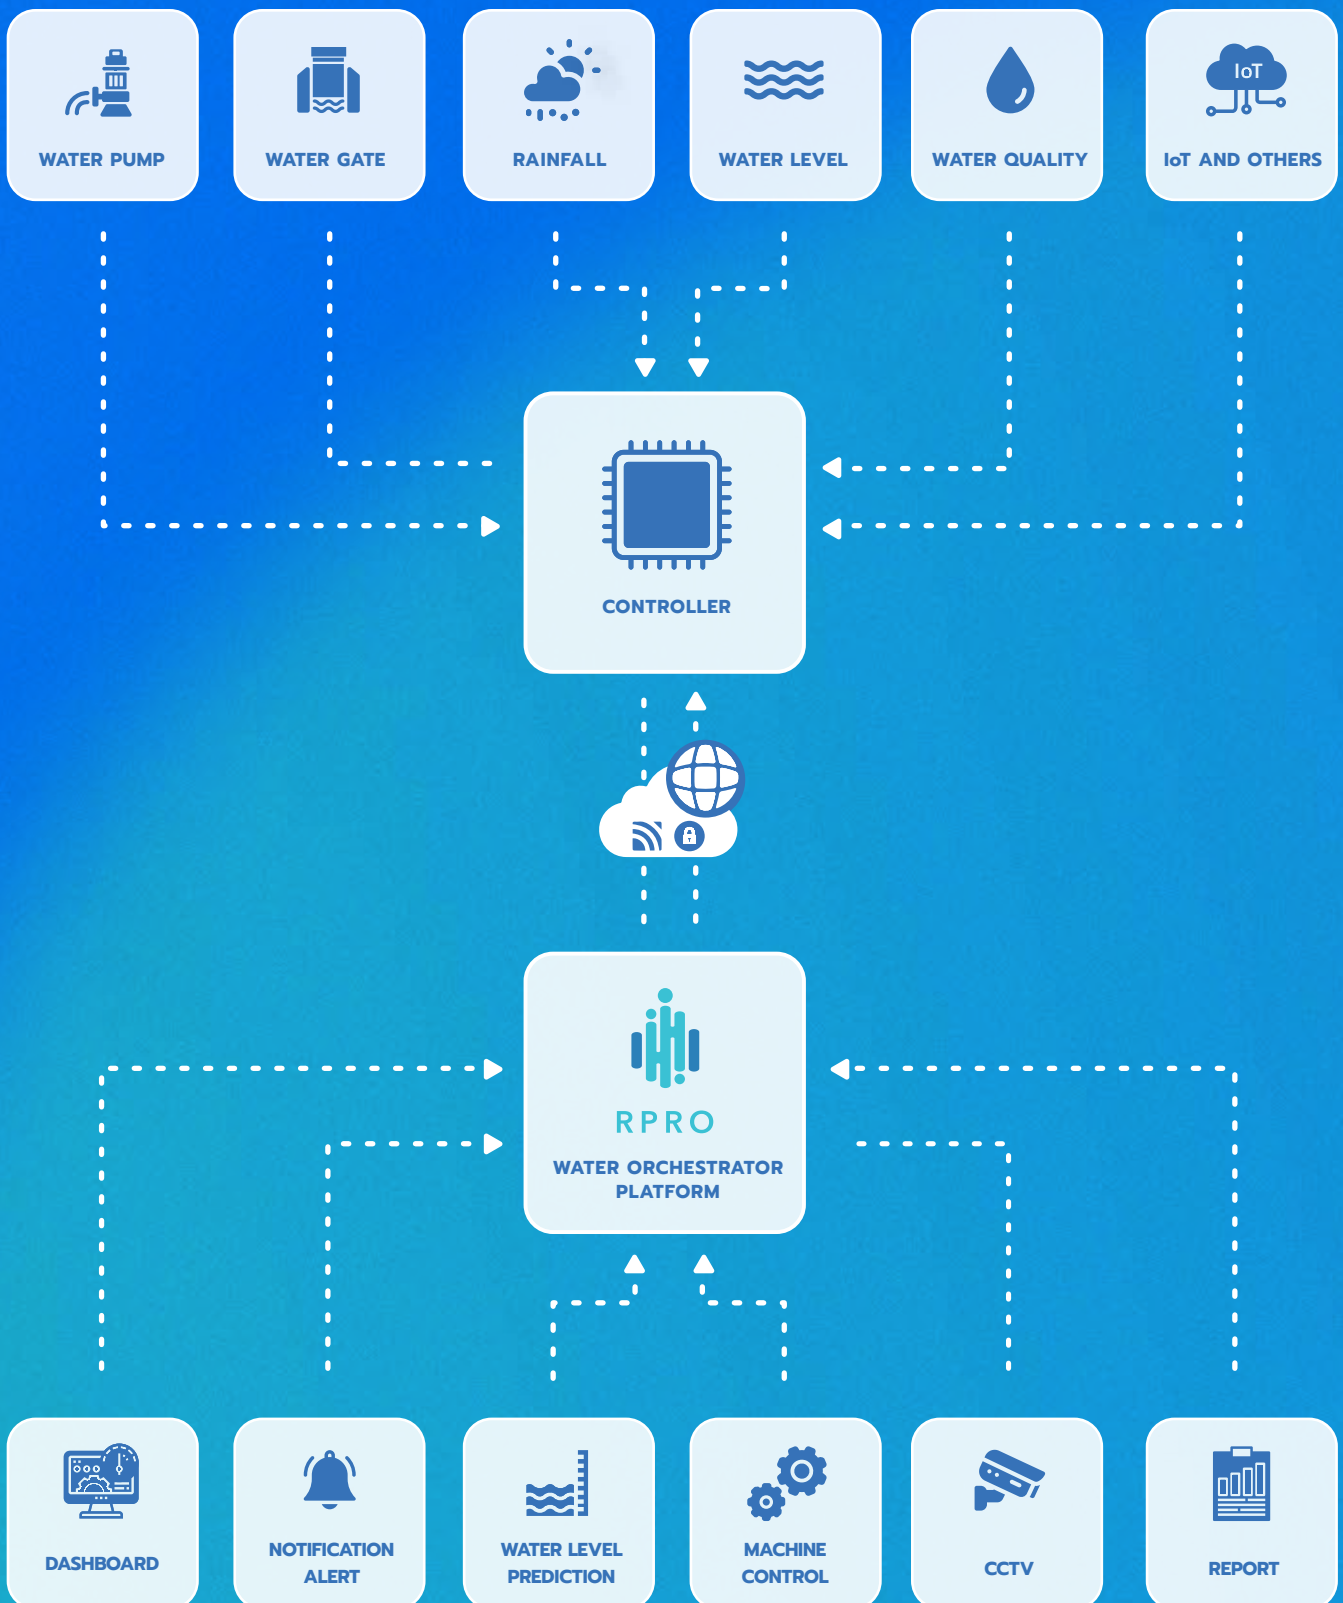 WATER PUMP
WATER GATE
RAINFALL
WATER LEVEL
WATER QUALITY
IoT
IoT AND OTHERS
CONTROLLER
RPRO
WATER ORCHESTRATOR
PLATFORM
DASHBOARD
NOTIFICATION
ALERT
WATER LEVEL
PREDICTION
MACHINE
CONTROL
CCTV
REPORT